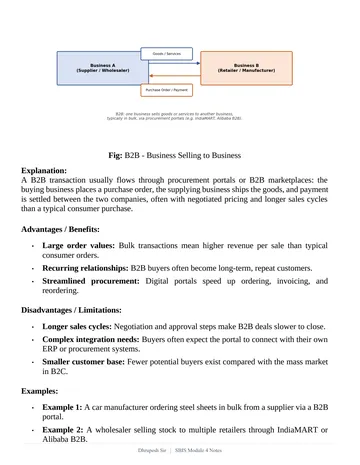 Goods / Services
Business A
(Supplier / Wholesaler)
Business B
(Retailer / Manufacturer)
Purchase Order / Payment
B2B: one business sells goods or services to another business,
typically in bulk, via procurement portals (e.g. IndiaMART, Alibaba B2B).
Fig: B2B - Business Selling to Business
Explanation:
A B2B transaction usually flows through procurement portals or B2B marketplaces: the
buying business places a purchase order, the supplying business ships the goods, and payment
is settled between the two companies, often with negotiated pricing and longer sales cycles
than a typical consumer purchase.
Advantages / Benefits:
• Large order values: Bulk transactions mean higher revenue per sale than typical
consumer orders.
• Recurring relationships: B2B buyers often become long-term, repeat customers.
• Streamlined procurement: Digital portals speed up ordering, invoicing, and
reordering.
Disadvantages / Limitations:
• Longer sales cycles: Negotiation and approval steps make B2B deals slower to close.
• Complex integration needs: Buyers often expect the portal to connect with their own
ERP or procurement systems.
• Smaller customer base: Fewer potential buyers exist compared with the mass market
in B2C.
Examples:
• Example 1: A car manufacturer ordering steel sheets in bulk from a supplier via a B2B
portal.
• Example 2: A wholesaler selling stock to multiple retailers through IndiaMART or
Alibaba B2B.
Dhrupesh Sir | IIIMS Module 4 Notes